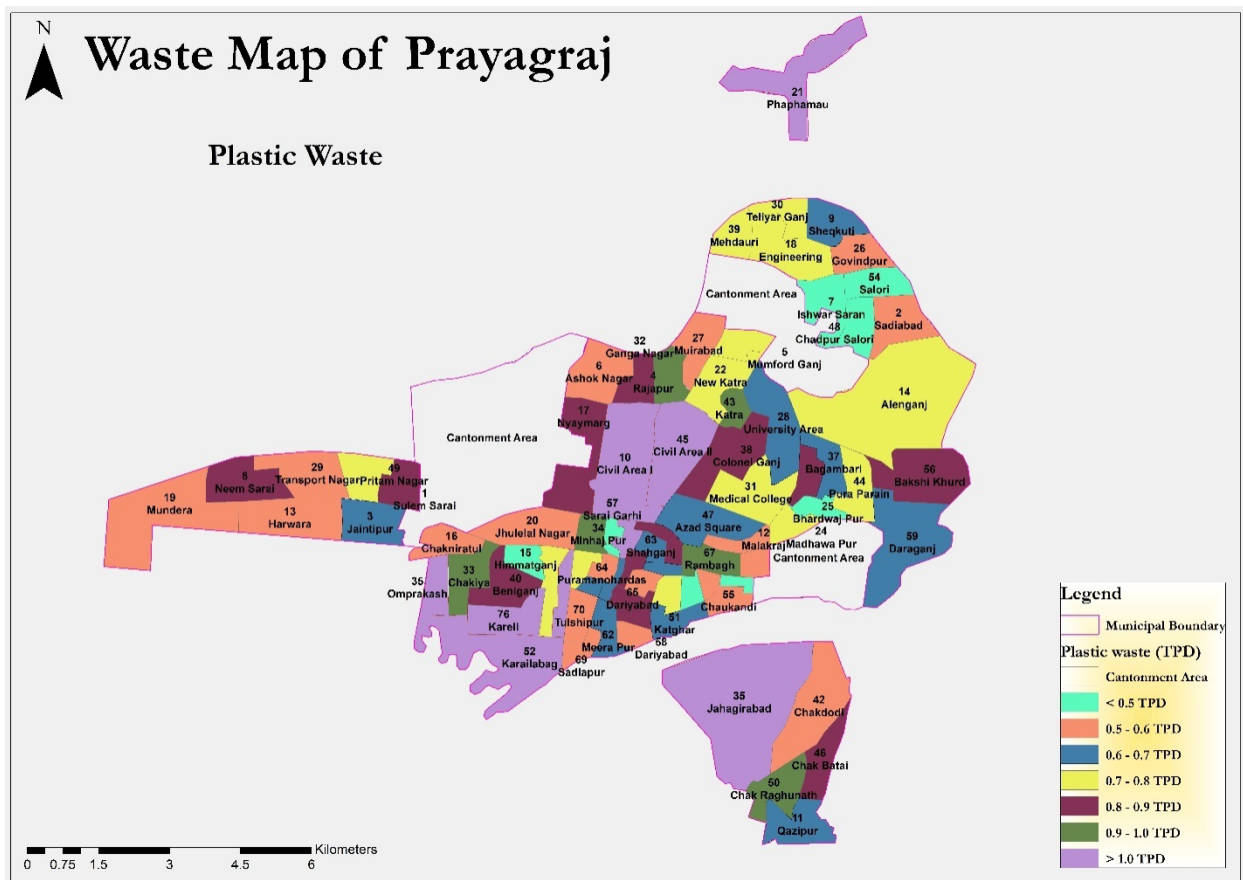 N
Waste Map of Prayagraj
Plastic Waste
21
Phaphamau
30
Teliyar Ganj
9
Sheqkuti
39
Mehdauri
18
Engineering
26
Govindpur
54
Salori
Cantonment Area
7
Ishwar Saran
48
Chadpur Salori
2
Sadiabad
32
Ganga Nagar
27
Muirabad
5
Mumford Ganj
6
Ashok Nagar
4
Rajapur
22
New Katra
14
Alenganj
43
Katra
17
Nyaymarg
28
University Area
Cantonment Area
45
Civil Area II
10
Civil Area I
38
Colonel Ganj
37
Bagambari
56
Bakshi Khurd
29
Transport Nagar
49
Pritam Nagar
8
Neem Sarai
1
Sulem Sarai
31
Medical College
44
Pura Parain
19
Mundera
13
Harwara
3
Jaintipur
57
Sarai Garhi
47
Azad Square
25
Bhardwaj Pur
20
Jhulelal Nagar
34
Minhaj Pur
24
Madhawa Pur
Cantonment Area
59
Daraganj
16
Chakniratul
63
Shahganj
12
Malakraj
15
Himmatganj
67
Rambagh
33
Chakiya
35
Omprakash
64
Puramanohardas
40
Beniganj
65
Dariyabad
55
Chaukandi
76
Kareli
70
Tulshipur
51
Katghar
62
Meera Pur
58
Dariyabad
52
Karailabag
69
Sadiapur
35
Jahagirabad
42
Chakdodi
46
Chak Batai
50
Chak Raghunath
11
Qazipur
Legend
Municipal Boundary
Plastic waste (TPD)
Cantonment Area
< 0.5 TPD
0.5 - 0.6 TPD
0.6 - 0.7 TPD
0.7 - 0.8 TPD
0.8 - 0.9 TPD
0.9 - 1.0 TPD
> 1.0 TPD
Kilometers
0 0.75 1.5 3 4.5 6